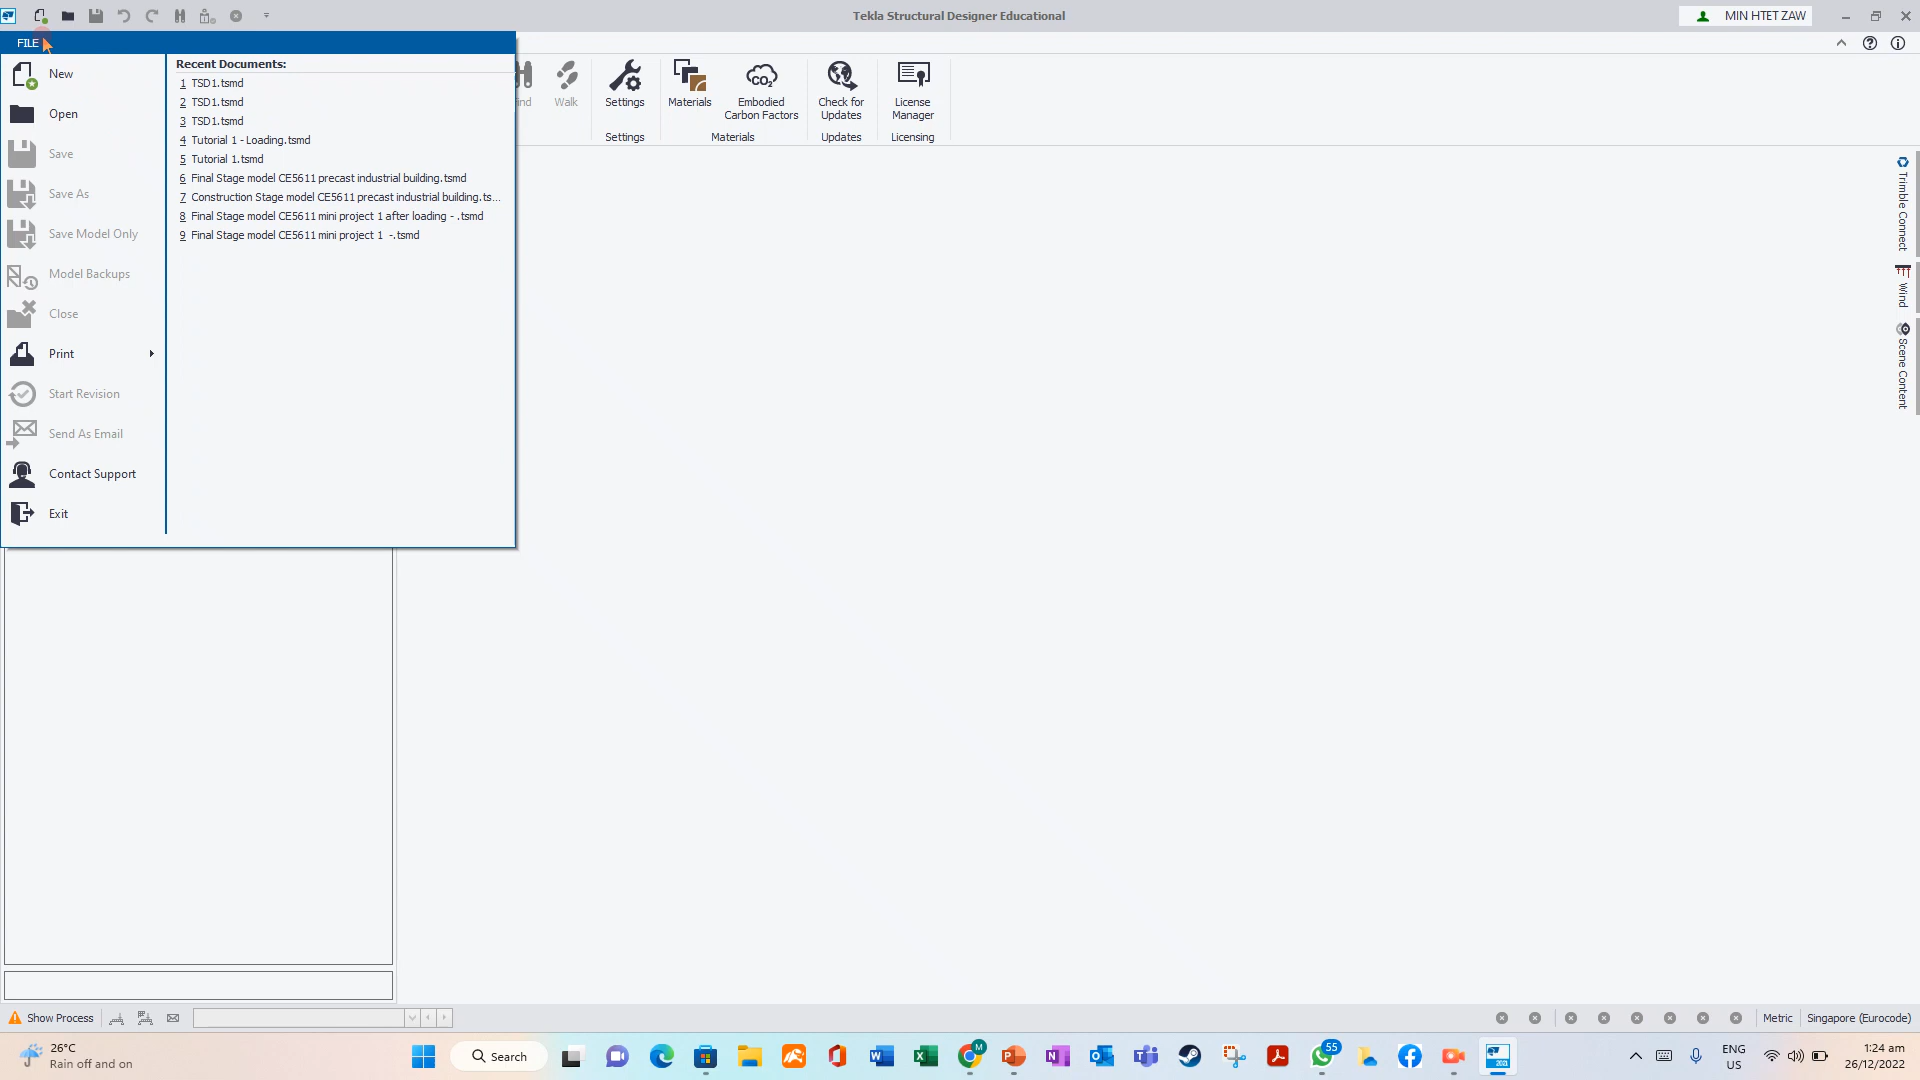 Tekla Structural Designer Educational
MIN HTET ZAW
FILE
New
Open
Save
Save As
Save Model Only
Model Backups
Close
Print
Start Revision
Send As Email
Contact Support
Exit
Recent Documents:
1 TSD1.tsmd
2 TSD1.tsmd
3 TSD1.tsmd
4 Tutorial 1 - Loading.tsmd
5 Tutorial 1.tsmd
6 Final Stage model CE5611 precast industrial building.tsmd
7 Construction Stage model CE5611 precast industrial building.ts...
8 Final Stage model CE5611 mini project 1 after loading - .tsmd
9 Final Stage model CE5611 mini project 1 -.tsmd
Walk
Settings
Materials
Embodied
Carbon Factors
Check for
Updates
License
Manager
Settings
Materials
Updates
Licensing
CO2
Trimble Connect
Wind
Scene Content
Show Process
Metric
Singapore (Eurocode)
26°C
Rain off and on
Search
M
55
ENG
US
1:24 am
26/12/2022